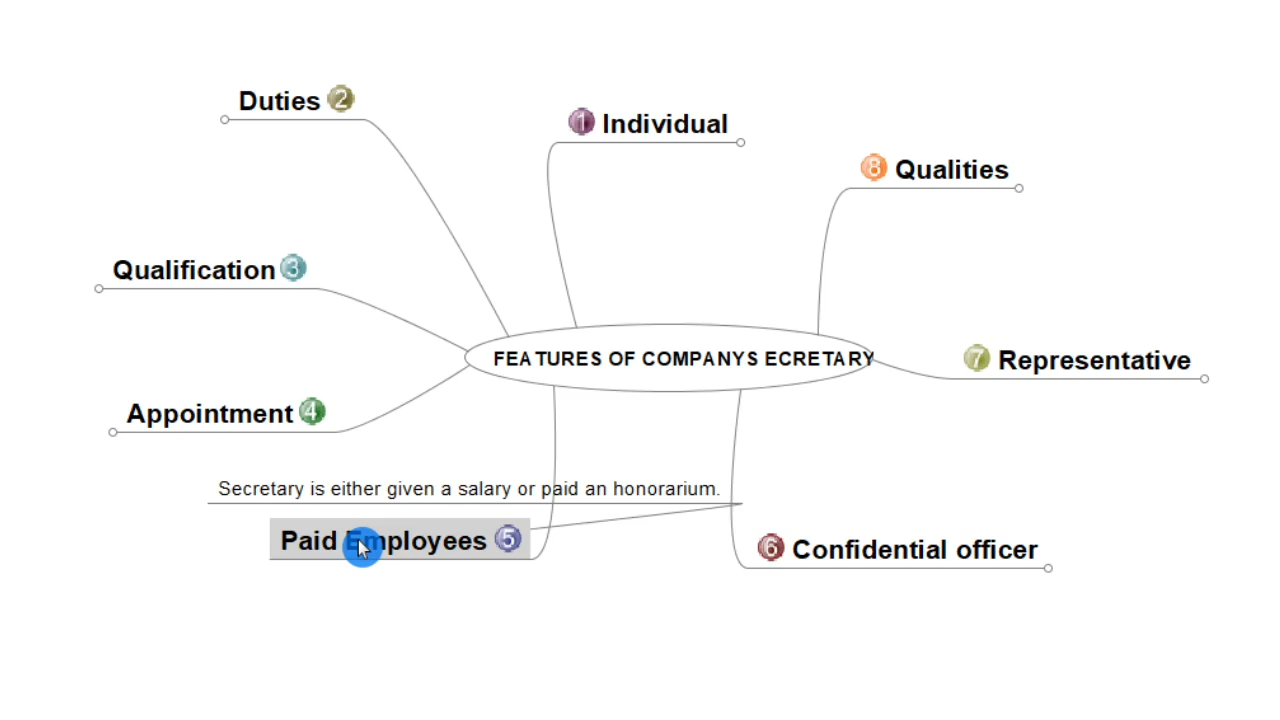 Duties 2
1 Individual
8 Qualities
Qualification 3
FEATURES OF COMPANYS ECRETARY
7 Representative
Appointment 4
Secretary is either given a salary or paid an honorarium.
Paid Employees 5
6 Confidential officer